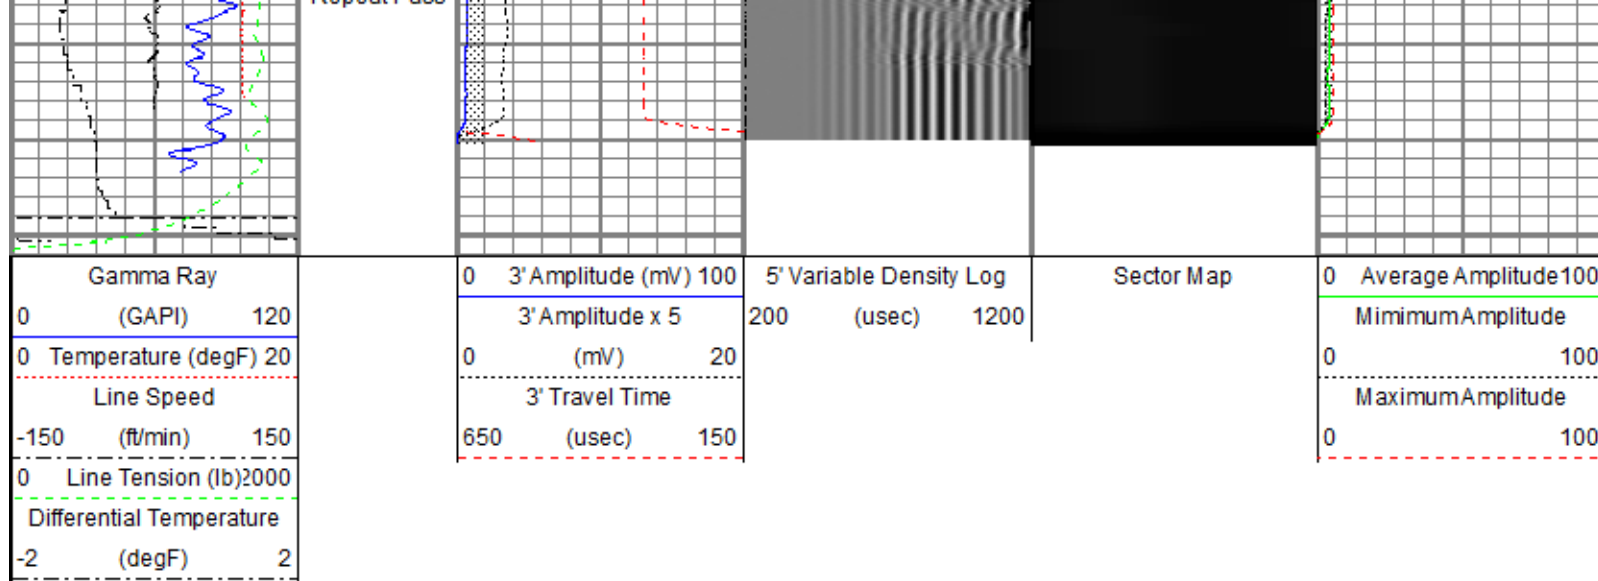 Repeat Pass
Gamma Ray
0 (GAPI) 120
0 Temperature (degF) 20
Line Speed
-150 (ft/min) 150
0 Line Tension (lb) 2000
Differential Temperature
-2 (degF) 2
0 3' Amplitude (mV) 100
3' Amplitude x 5
0 (mV) 20
3' Travel Time
650 (usec) 150
5' Variable Density Log
200 (usec) 1200
Sector Map
0 Average Amplitude 100
Mimimum Amplitude
0 100
Maximum Amplitude
0 100